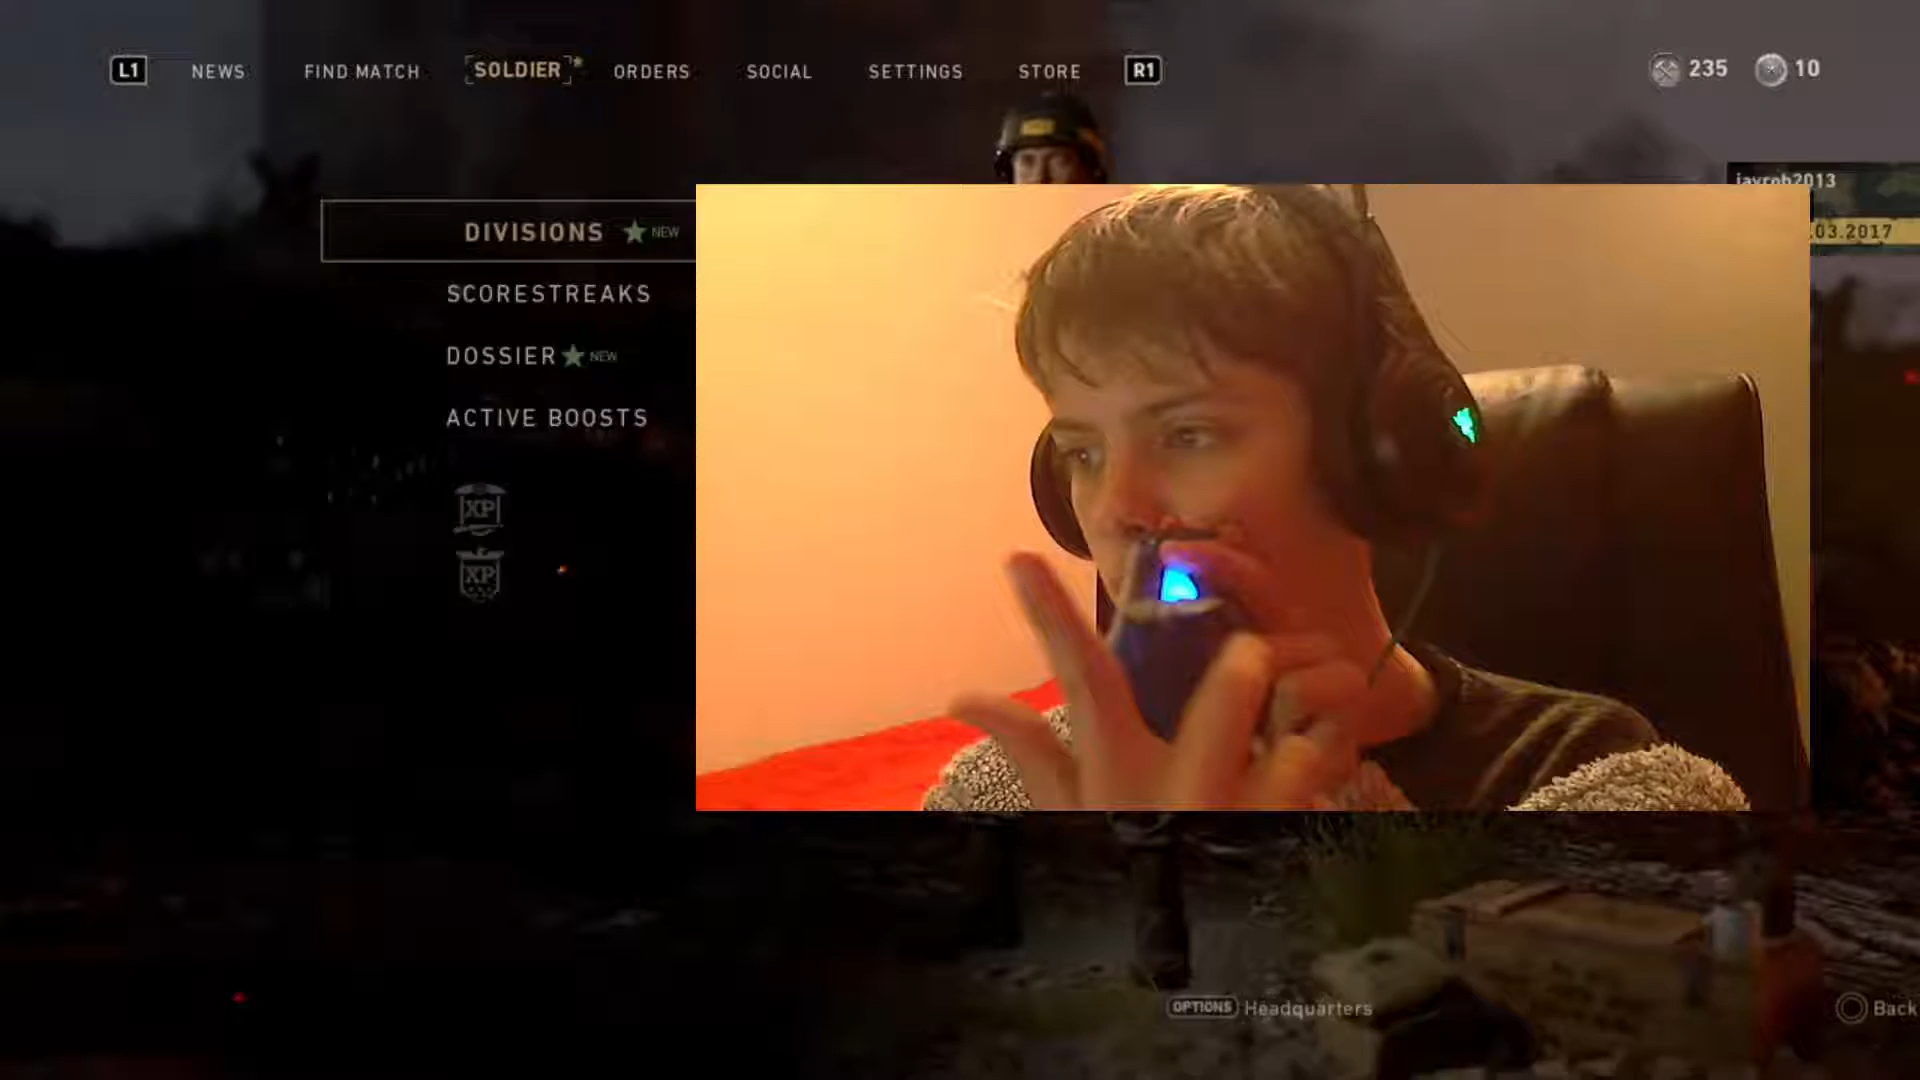 L1 NEWS FIND MATCH SOLDIER ORDERS SOCIAL SETTINGS STORE R1 235 10
jayrob2013
DIVISIONS NEW
.03.2017
SCORESTREAKS
DOSSIER NEW
ACTIVE BOOSTS
XP
XP
OPTIONS Headquarters Back